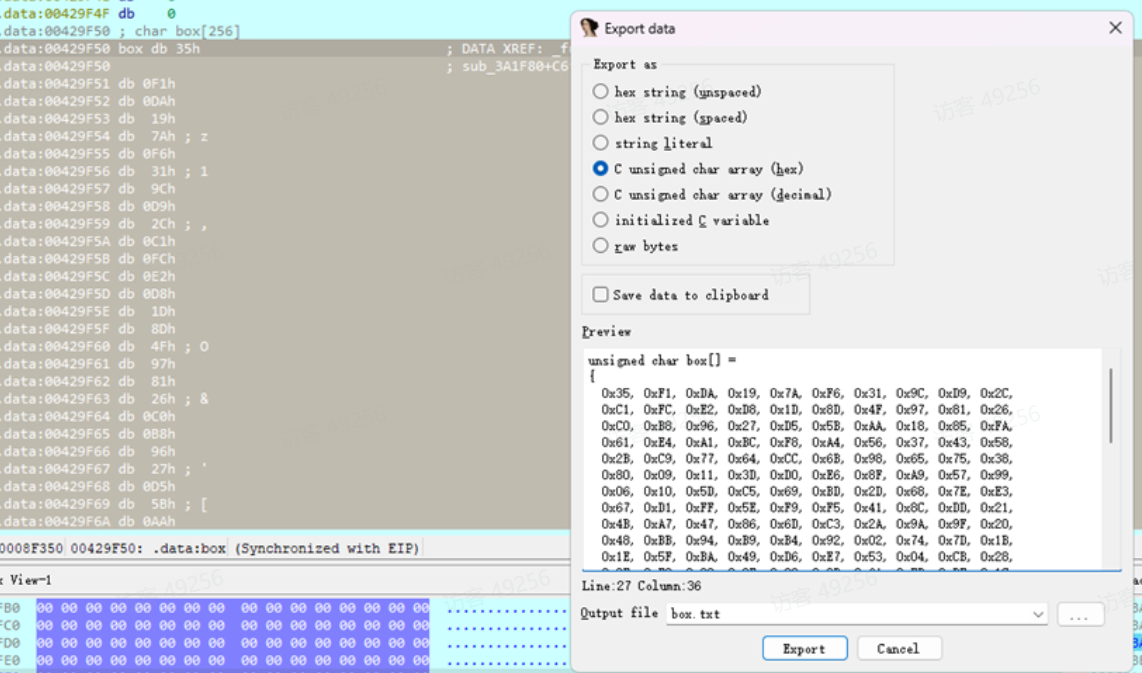 .data:00429F4F db 0
.data:00429F50 ; char box[256]
.data:00429F50 box db 35h ; DATA XREF:
.data:00429F50 ; sub_3A1F80+C6
.data:00429F51 db 0F1h
.data:00429F52 db 0DAh
.data:00429F53 db 19h
.data:00429F54 db 7Ah ; z
.data:00429F55 db 0F6h
.data:00429F56 db 31h ; 1
.data:00429F57 db 9Ch
.data:00429F58 db 0D9h
.data:00429F59 db 2Ch ; ,
.data:00429F5A db 0C1h
.data:00429F5B db 0FCh
.data:00429F5C db 0E2h
.data:00429F5D db 0D8h
.data:00429F5E db 1Dh
.data:00429F5F db 8Dh
.data:00429F60 db 4Fh ; O
.data:00429F61 db 97h
.data:00429F62 db 81h
.data:00429F63 db 26h ; &
.data:00429F64 db 0C0h
.data:00429F65 db 0B8h
.data:00429F66 db 96h
.data:00429F67 db 27h ; '
.data:00429F68 db 0D5h
.data:00429F69 db 5Bh ; [
.data:00429F6A db 0AAh
0008F350 00429F50: .data:box (Synchronized with EIP)
x View-1
FB0 00 00 00 00 00 00 00 00 00 00 00 00 00 00 00 00 ................
FC0 00 00 00 00 00 00 00 00 00 00 00 00 00 00 00 00 ................
FD0 00 00 00 00 00 00 00 00 00 00 00 00 00 00 00 00 ................
FE0 00 00 00 00 00 00 00 00 00 00 00 00 00 00 00 00 ................
Export data
Export as
hex string (unspaced)
hex string (spaced)
string literal
C unsigned char array (hex)
C unsigned char array (decimal)
initialized C variable
raw bytes
Save data to clipboard
Preview
unsigned char box[] =
{
0x35, 0xF1, 0xDA, 0x19, 0x7A, 0xF6, 0x31, 0x9C, 0xD9, 0x2C,
0xC1, 0xFC, 0xE2, 0xD8, 0x1D, 0x8D, 0x4F, 0x97, 0x81, 0x26,
0xC0, 0xB8, 0x96, 0x27, 0xD5, 0x5B, 0xAA, 0x18, 0x85, 0xFA,
0x61, 0xE4, 0xA1, 0xBC, 0xF8, 0xA4, 0x56, 0x37, 0x43, 0x58,
0x2B, 0xC9, 0x77, 0x64, 0xCC, 0x6B, 0x98, 0x65, 0x75, 0x38,
0x80, 0x09, 0x11, 0x3D, 0xD0, 0xE6, 0x8F, 0xA9, 0x57, 0x99,
0x06, 0x10, 0x5D, 0xC5, 0x69, 0xBD, 0x2D, 0x68, 0x7E, 0xE3,
0x67, 0xD1, 0xFF, 0x5E, 0xF9, 0xF5, 0x41, 0x8C, 0xDD, 0x21,
0x4B, 0xA7, 0x47, 0x86, 0x6D, 0xC3, 0x2A, 0x9A, 0x9F, 0x20,
0x48, 0xBB, 0x94, 0xB9, 0xB4, 0x92, 0x02, 0x74, 0x7D, 0x1B,
0x1E, 0x5F, 0xBA, 0x49, 0xD6, 0xE7, 0x53, 0x04, 0xCB, 0x28,
Line:27 Column:36
Output file box.txt
...
Export Cancel
访客 49256
访客 49256
访客 49256